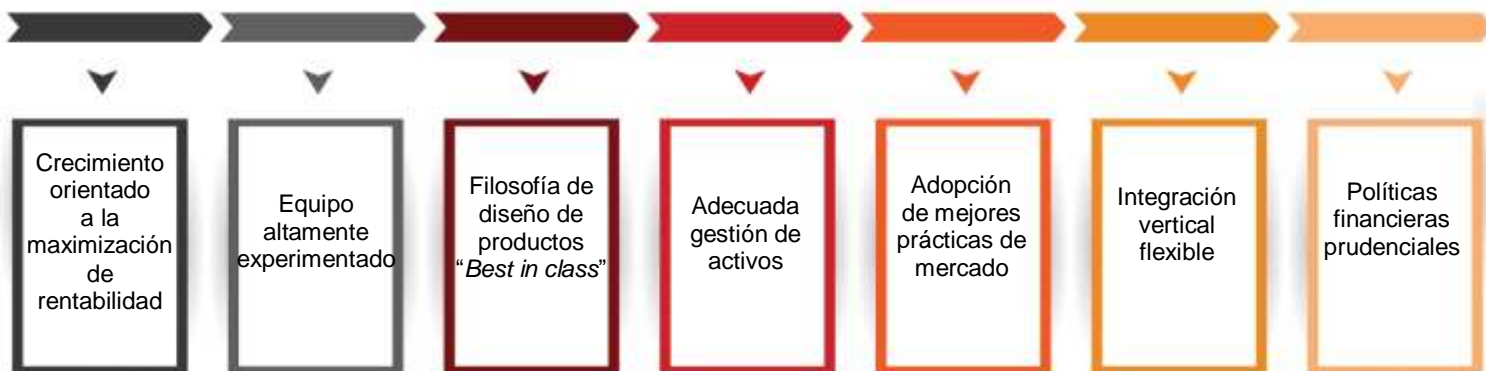 Crecimiento
orientado
a la
maximización
de
rentabilidad
Equipo
altamente
experimentado
Filosofía de
diseño de
productos
“Best in class”
Adecuada
gestión de
activos
Adopción
de mejores
prácticas de
mercado
Integración
vertical
flexible
Políticas
financieras
prudenciales